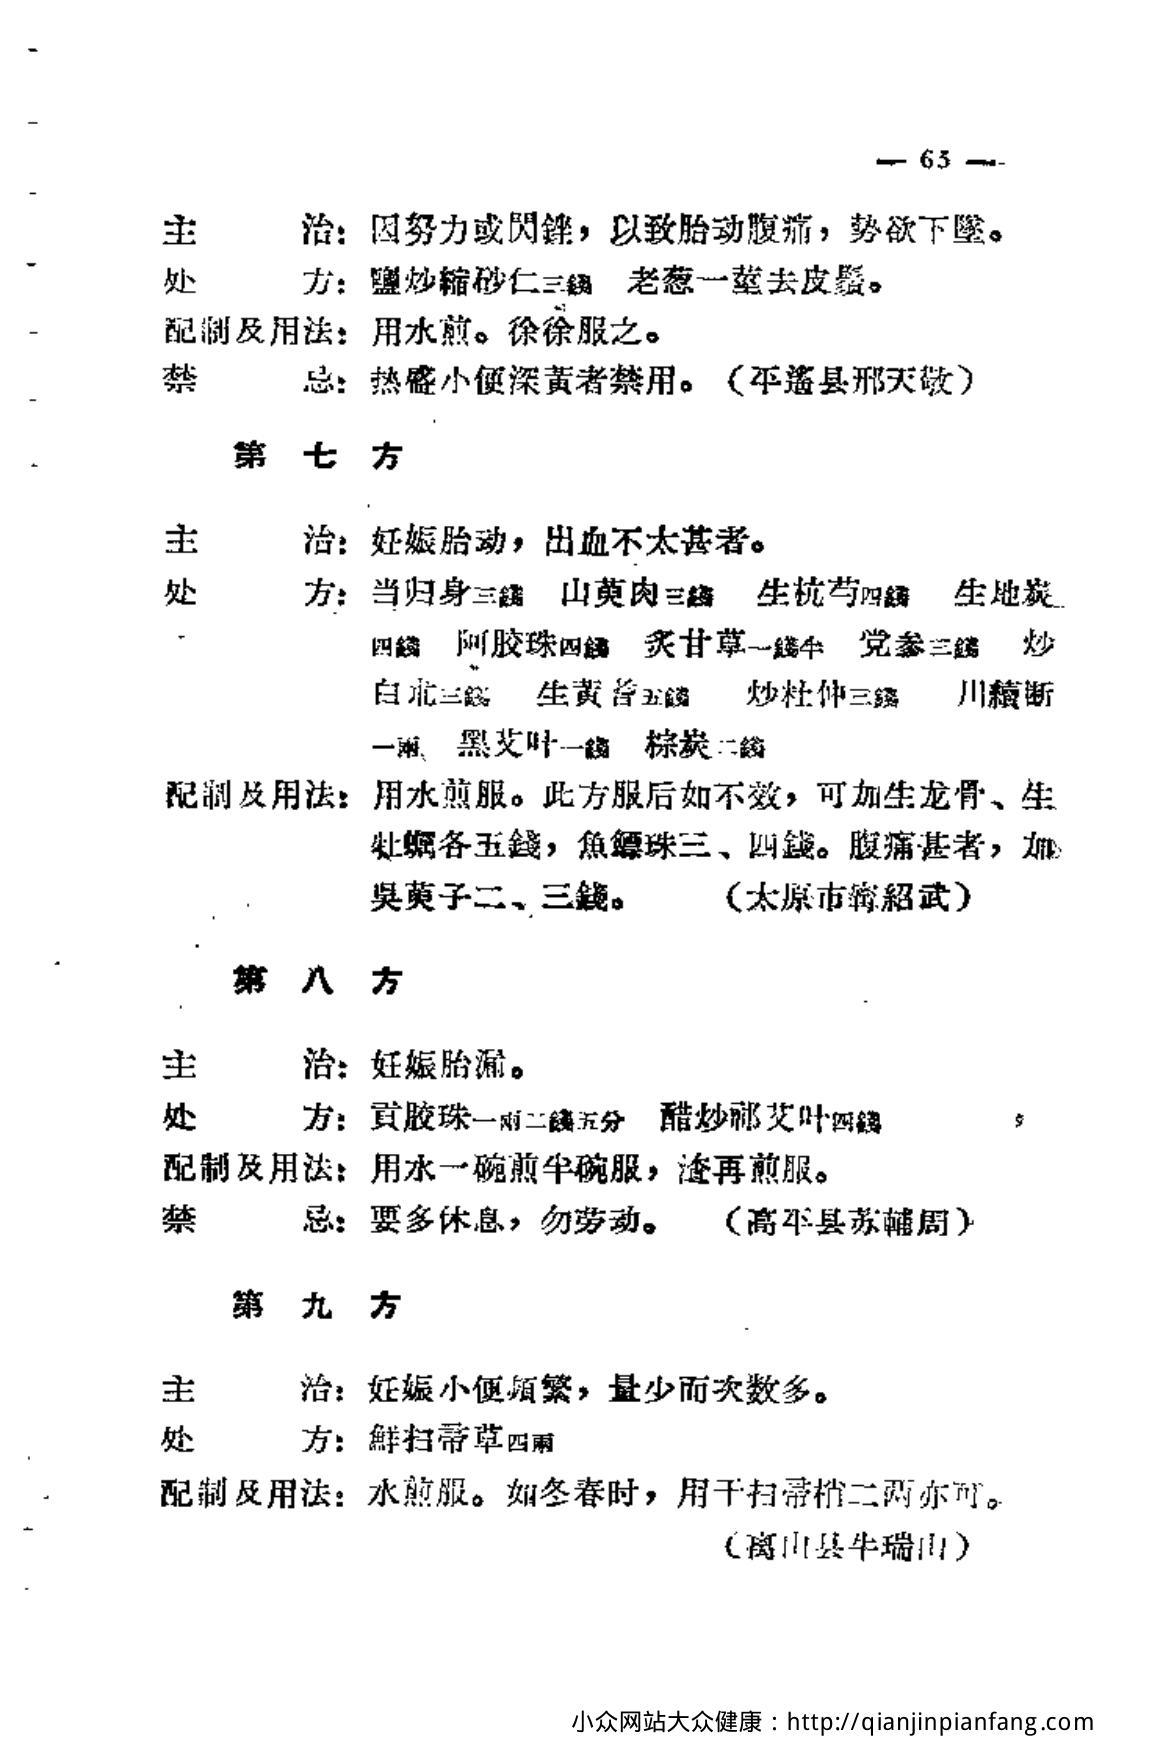 — 63 —
主　　治：因努力或閃銼，以致胎动腹痛，势欲下墜。
处　　方：鹽炒縮砂仁三錢　老葱一莖去皮鬚。
配制及用法：用水煎。徐徐服之。
禁　　忌：热盛小便深黃者禁用。（平遙县邢天敬）
第七方
主　　治：妊娠胎动，出血不太甚者。
处　　方：当归身三錢　山萸肉三錢　生杭芍四錢　生地炭
四錢　阿胶珠四錢　炙甘草一錢半　党参三錢　炒
白朮三錢　生黃蓍五錢　炒杜仲三錢　川續断
一兩　黑艾叶一錢　棕炭二錢
配制及用法：用水煎服。此方服后如不效，可加生龙骨、生
牡蠣各五錢，魚鰾珠三、四錢。腹痛甚者，加
吳萸子二、三錢。　（太原市 紹武）
第八方
主　　治：妊娠胎漏。
处　　方：貢胶珠一兩二錢五分　醋炒祁艾叶四錢
配制及用法：用水一碗煎半碗服，渣再煎服。
禁　　忌：要多休息，勿劳动。　（高平县苏輔周）
第九方
主　　治：妊娠小便頻繁，量少而次数多。
处　　方：鮮扫帚草四兩
配制及用法：水煎服。如冬春时，用干扫帚梢二两亦可。
（离山县牛瑞山）
小众网站大众健康：http://qianjinpianfang.com